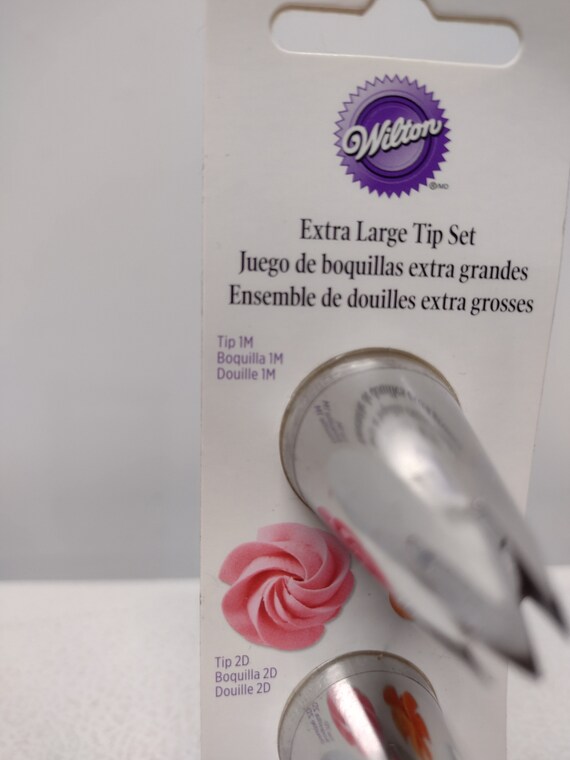 Wilton
®/MD
Extra Large Tip Set
Juego de boquillas extra grandes
Ensemble de douilles extra grosses
Tip 1M
Boquilla 1M
Douille 1M
Tip 2D
Boquilla 2D
Douille 2D